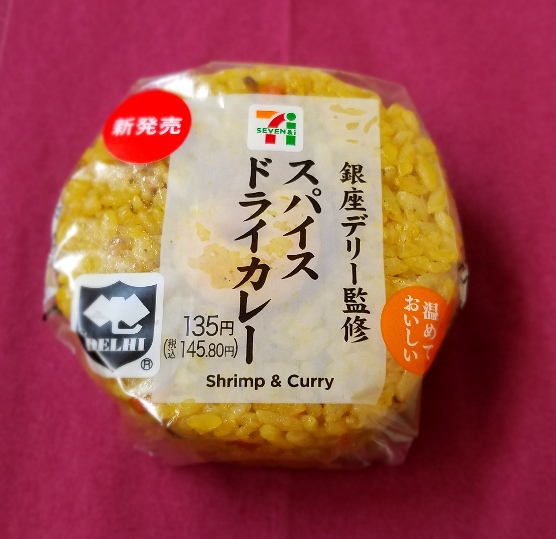 新発売
SEVEN&i
銀座デリー監修
スパイス
ドライカレー
135円
(税込145.80円)
Shrimp & Curry
DELHI
®
温めて
おいしい